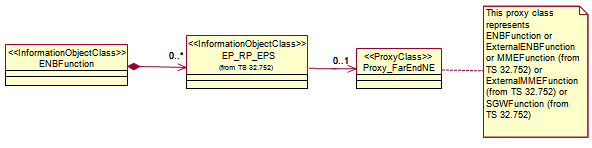 <<InformationObjectClass>>
ENBFunction
0..*
<<InformationObjectClass>>
EP_RP_EPS
(from TS 32.752)
0..1
<<ProxyClass>>
Proxy_FarEndNE
This proxy class
represents
ENBFunction or
ExternalENBFunction
or MMEFunction (from
TS 32.752) or
ExternalMMEFunction
(from TS 32.752) or
SGWFunction (from
TS 32.752)